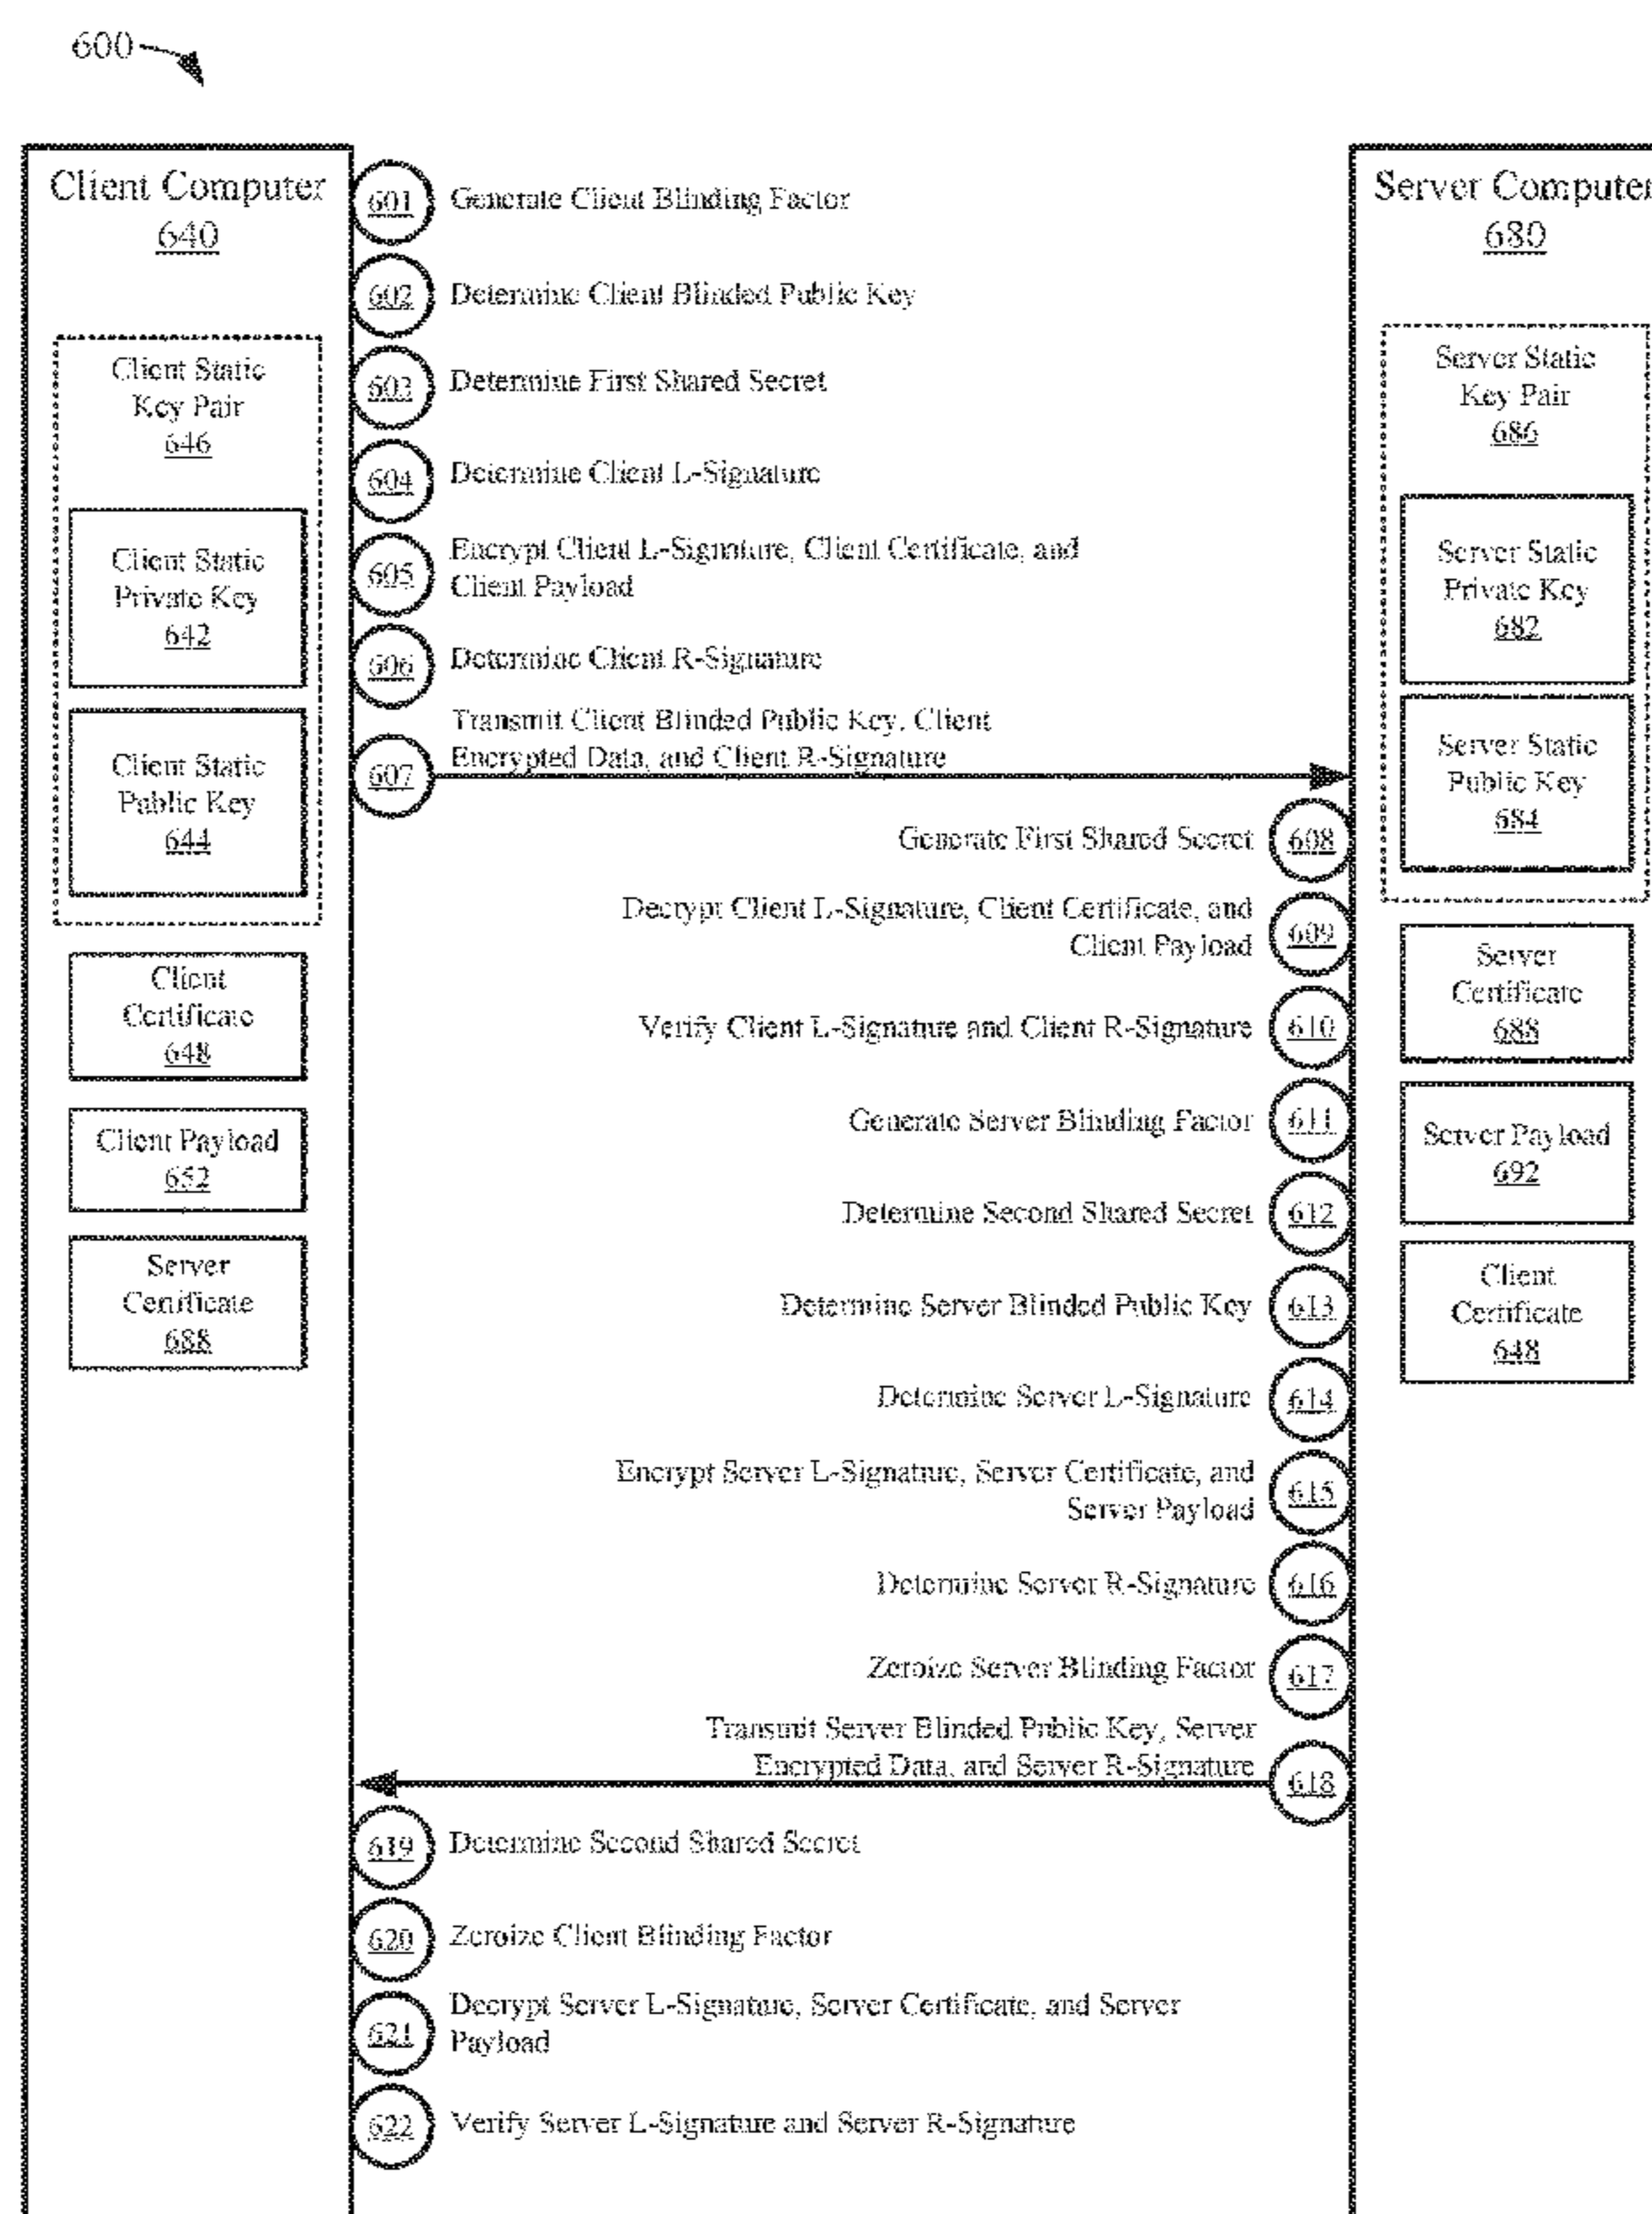 600
Client Computer
640
Client Static
Key Pair
646
Client Static
Private Key
642
Client Static
Public Key
644
Client
Certificate
648
Client Payload
652
Server
Certificate
688
601 Generate Client Blinding Factor
602 Determine Client Blinded Public Key
603 Determine First Shared Secret
604 Determine Client L-Signature
605 Encrypt Client L-Signature, Client Certificate, and
Client Payload
606 Determine Client R-Signature
Transmit Client Blinded Public Key, Client
607 Encrypted Data, and Client R-Signature
Generate First Shared Secret 608
Decrypt Client L-Signature, Client Certificate, and
Client Payload 609
Verify Client L-Signature and Client R-Signature 610
Generate Server Blinding Factor 611
Determine Second Shared Secret 612
Determine Server Blinded Public Key 613
Determine Server L-Signature 614
Encrypt Server L-Signature, Server Certificate, and
Server Payload 615
Determine Server R-Signature 616
Zeroize Server Blinding Factor 617
Transmit Server Blinded Public Key, Server
Encrypted Data, and Server R-Signature 618
619 Determine Second Shared Secret
620 Zeroize Client Blinding Factor
621 Decrypt Server L-Signature, Server Certificate, and Server
Payload
622 Verify Server L-Signature and Server R-Signature
Server Computer
680
Server Static
Key Pair
686
Server Static
Private Key
682
Server Static
Public Key
684
Server
Certificate
688
Server Payload
692
Client
Certificate
648